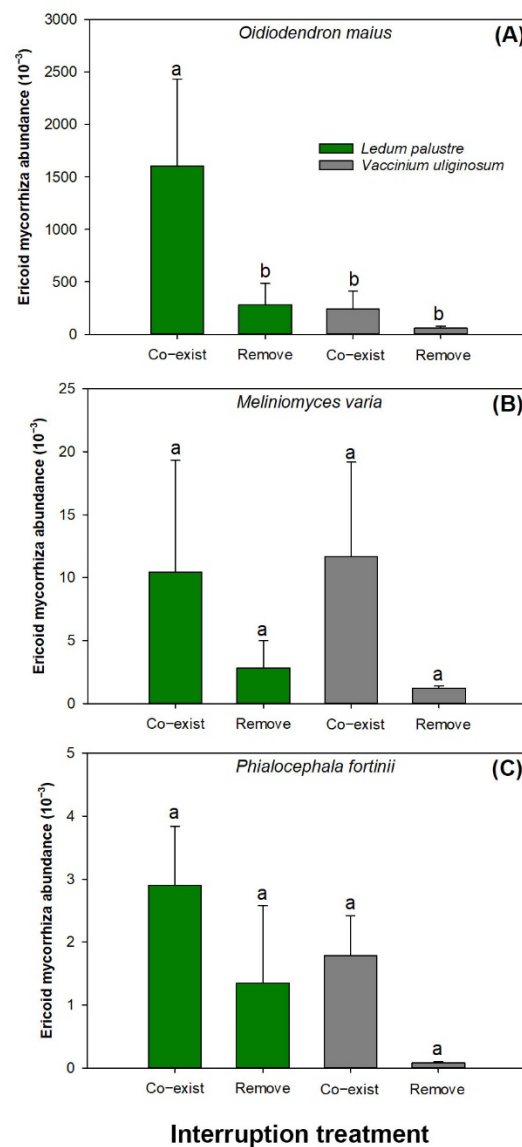 Oidiodendron maius (A)
3000
2500
2000
1500
1000
500
0
Ericoid mycorrhiza abundance (10⁻³)
a
b
b
b
Ledum palustre
Vaccinium uliginosum
Co−exist Remove Co−exist Remove
Meliniomyces varia (B)
25
20
15
10
5
0
Ericoid mycorrhiza abundance (10⁻³)
a
a
a
a
Co−exist Remove Co−exist Remove
Phialocephala fortinii (C)
5
4
3
2
1
0
Ericoid mycorrhiza abundance (10⁻³)
a
a
a
a
Co−exist Remove Co−exist Remove
Interruption treatment